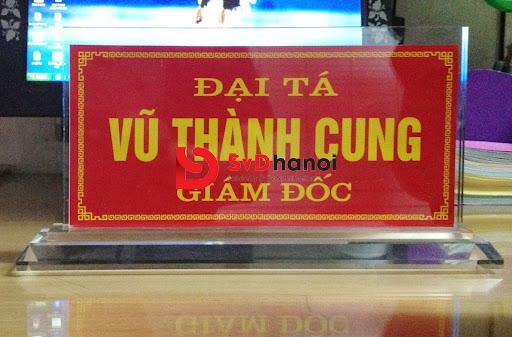 ĐẠI TÁ
VŨ THÀNH CUNG
SvDhanoi
GIÁM ĐỐC